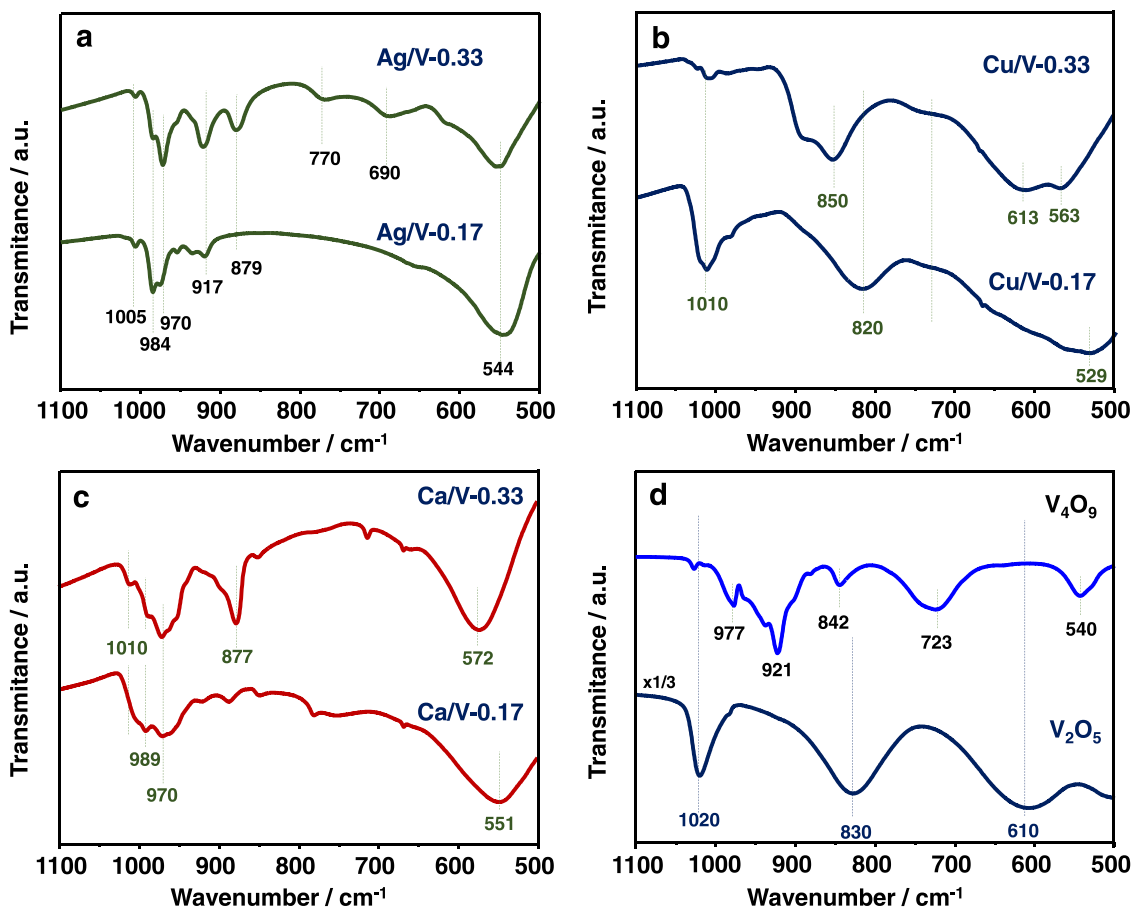 a
Ag/V-0.33
770
690
Ag/V-0.17
879
917
1005
970
984
544
Transmitance / a.u.
1100 1000 900 800 700 600 500
Wavenumber / cm⁻¹
b
Cu/V-0.33
850
613 563
Cu/V-0.17
1010
820
529
Transmitance / a.u.
1100 1000 900 800 700 600 500
Wavenumber / cm⁻¹
c
Ca/V-0.33
1010
877
572
Ca/V-0.17
989
970
551
Transmitance / a.u.
1100 1000 900 800 700 600 500
Wavenumber / cm⁻¹
d
V₄O₉
977
842
723
540
921
x1/3
V₂O₅
1020
830
610
Transmitance / a.u.
1100 1000 900 800 700 600 500
Wavenumber / cm⁻¹